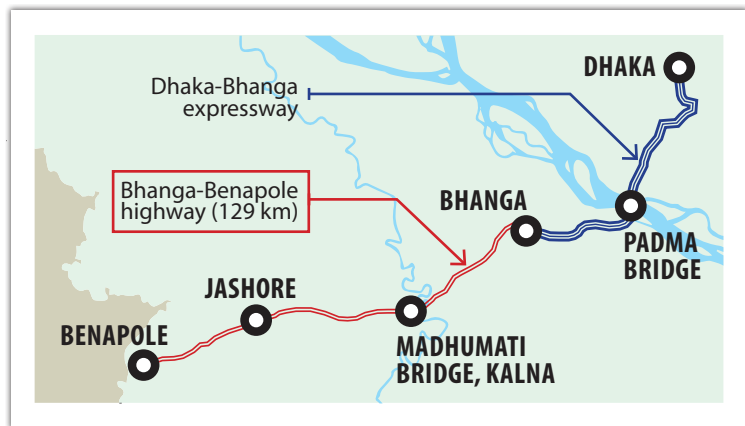 DHAKA
Dhaka-Bhanga
expressway
Bhanga-Benapole
highway (129 km)
BHANGA
PADMA
BRIDGE
JASHORE
BENAPOLE
MADHUMATI
BRIDGE, KALNA